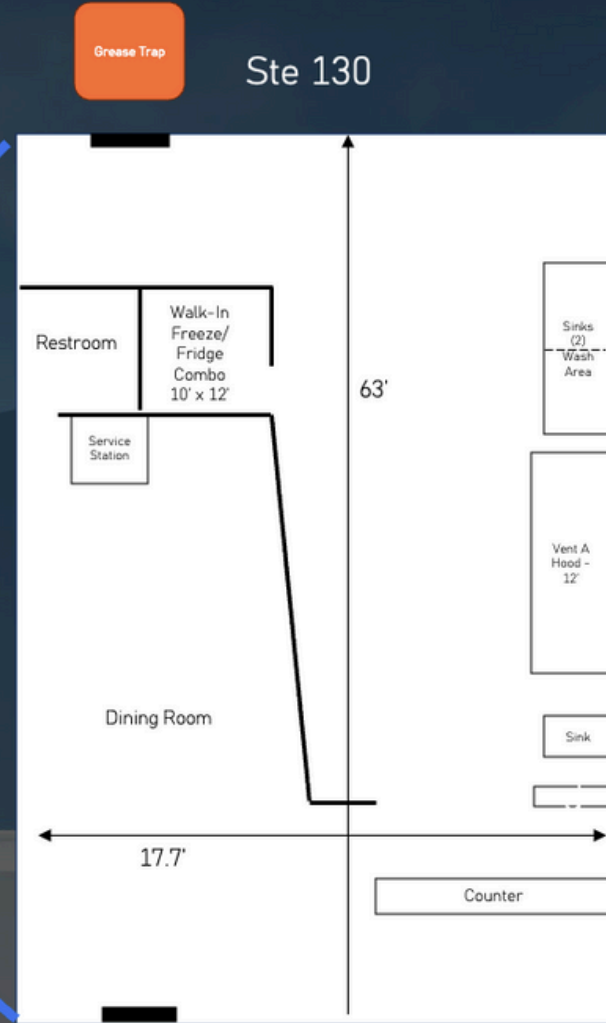 Grease Trap
Ste 130
Restroom
Walk-In
Freeze/
Fridge
Combo
10' x 12'
63'
Sinks
(2)
Wash
Area
Service
Station
Vent A
Hood -
12'
Dining Room
Sink
17.7'
Counter